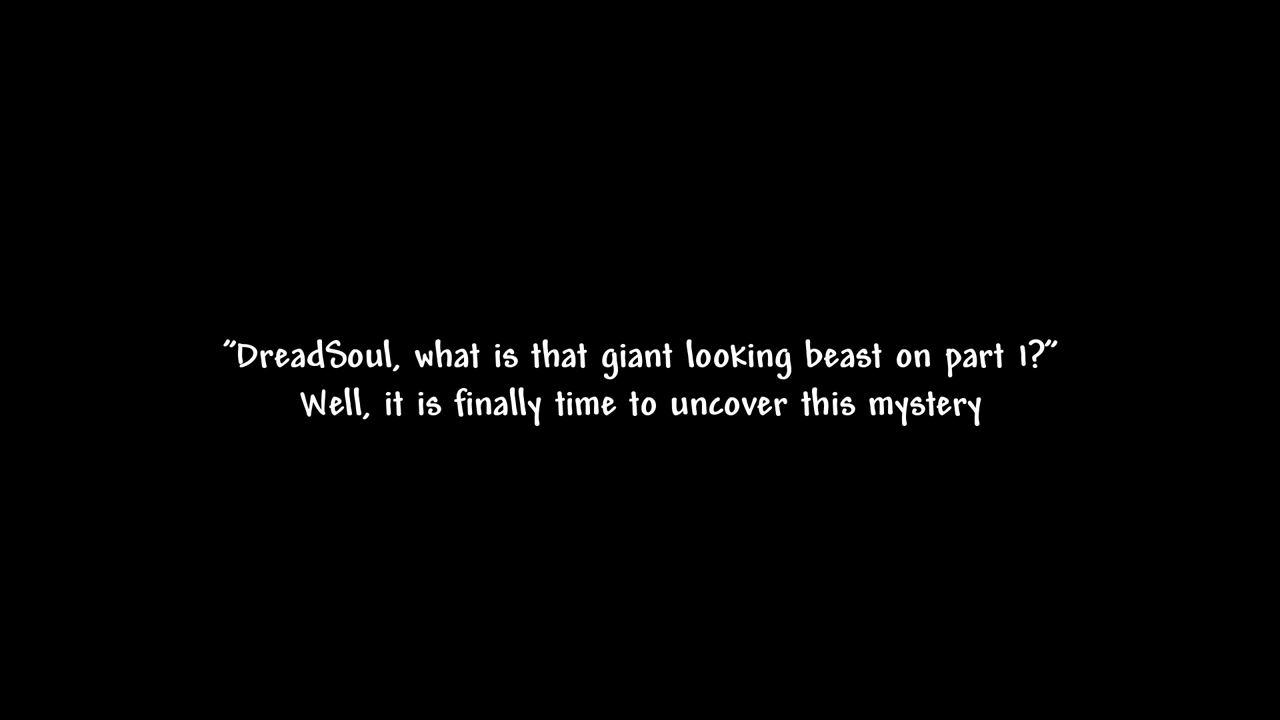 "DreadSoul, what is that giant looking beast on part 1?"
Well, it is finally time to uncover this mystery